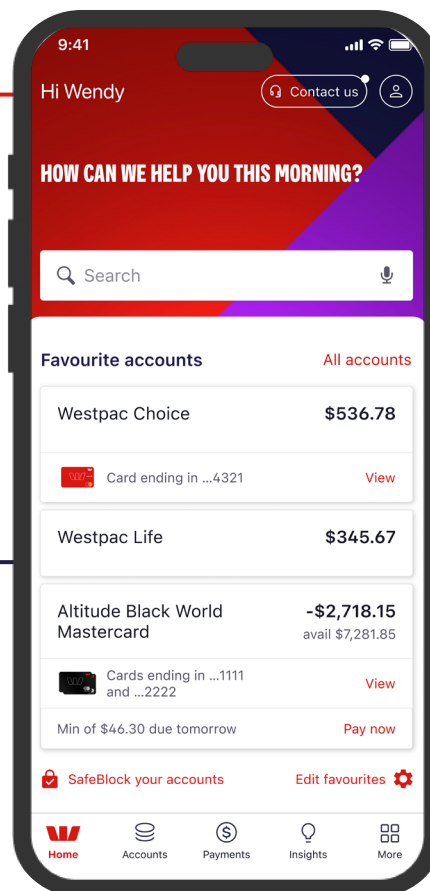 9:41
Hi Wendy
Contact us
HOW CAN WE HELP YOU THIS MORNING?
Search
Favourite accounts All accounts
Westpac Choice $536.78
Card ending in ...4321 View
Westpac Life $345.67
Altitude Black World -$2,718.15
Mastercard avail $7,281.85
Cards ending in ...1111
and ...2222 View
Min of $46.30 due tomorrow Pay now
SafeBlock your accounts Edit favourites
Home Accounts Payments Insights More